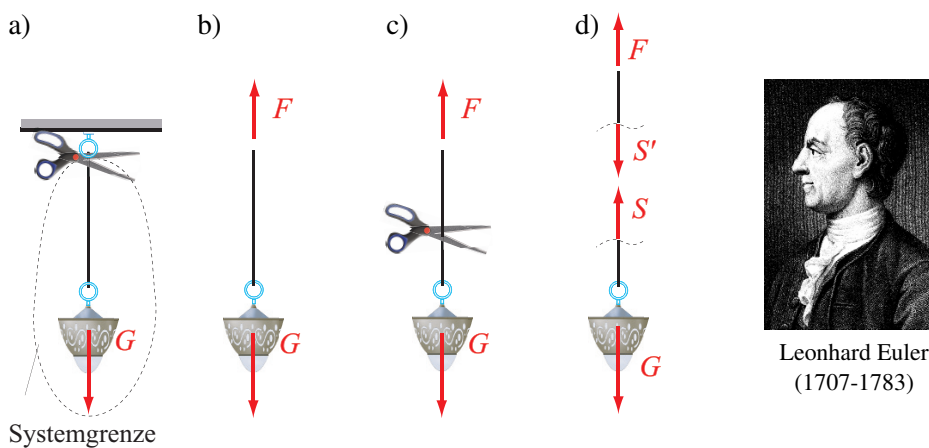 a)
b)
c)
d)
F
F
F
S'
S
G
G
G
G
Systemgrenze
Leonhard Euler
(1707-1783)